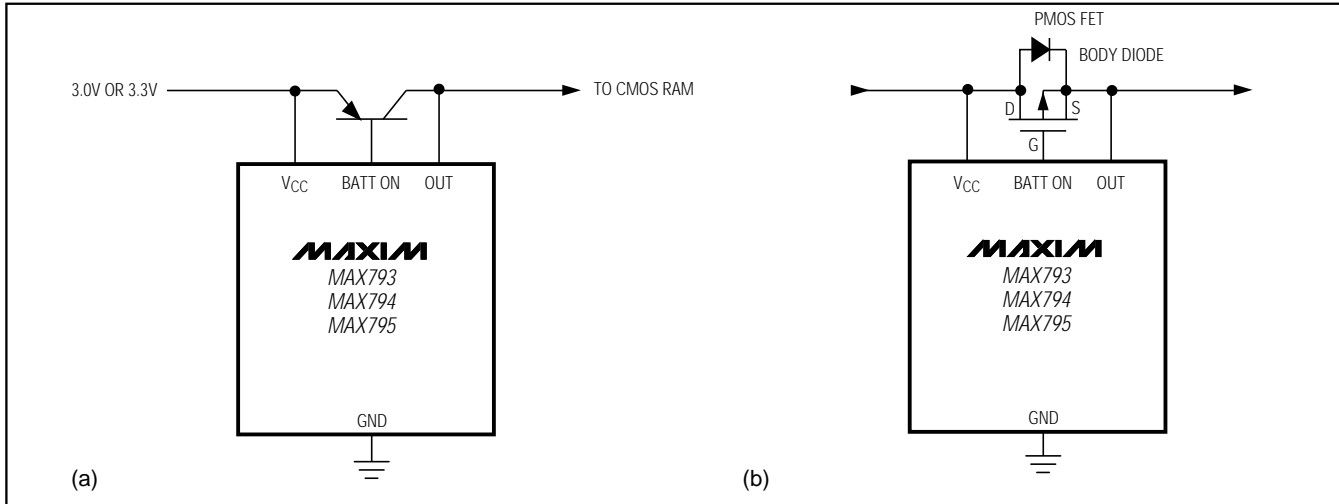 PMOS FET
BODY DIODE
3.0V OR 3.3V
TO CMOS RAM
D
S
G
VCC
BATT ON
OUT
MAXIM
MAX793
MAX794
MAX795
GND
(a)
VCC
BATT ON
OUT
MAXIM
MAX793
MAX794
MAX795
GND
(b)